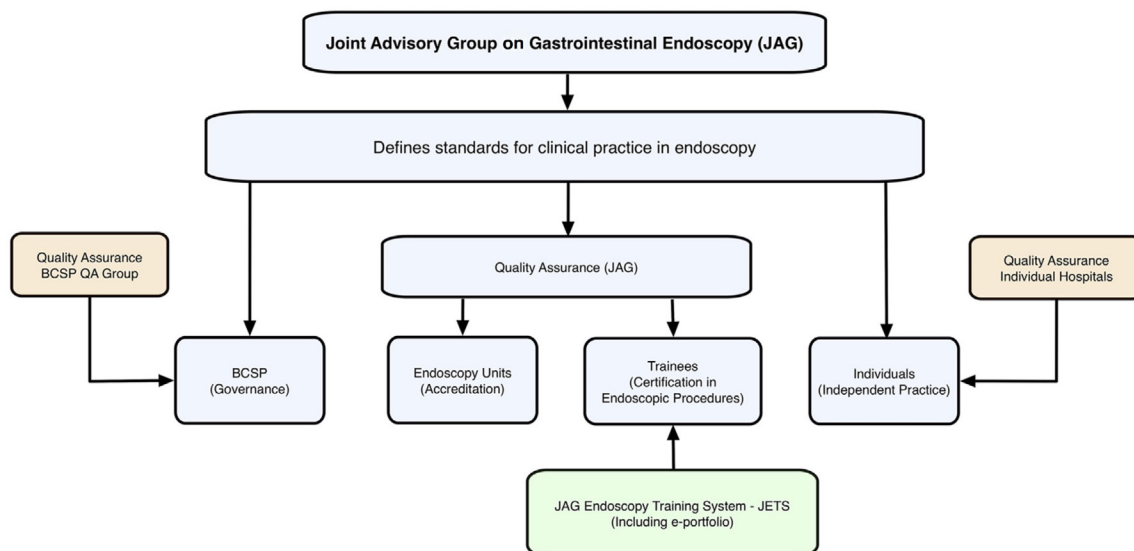 Joint Advisory Group on Gastrointestinal Endoscopy (JAG)
Defines standards for clinical practice in endoscopy
Quality Assurance
BCSP QA Group
Quality Assurance (JAG)
Quality Assurance
Individual Hospitals
BCSP
(Governance)
Endoscopy Units
(Accreditation)
Trainees
(Certification in
Endoscopic Procedures)
Individuals
(Independent Practice)
JAG Endoscopy Training System - JETS
(Including e-portfolio)